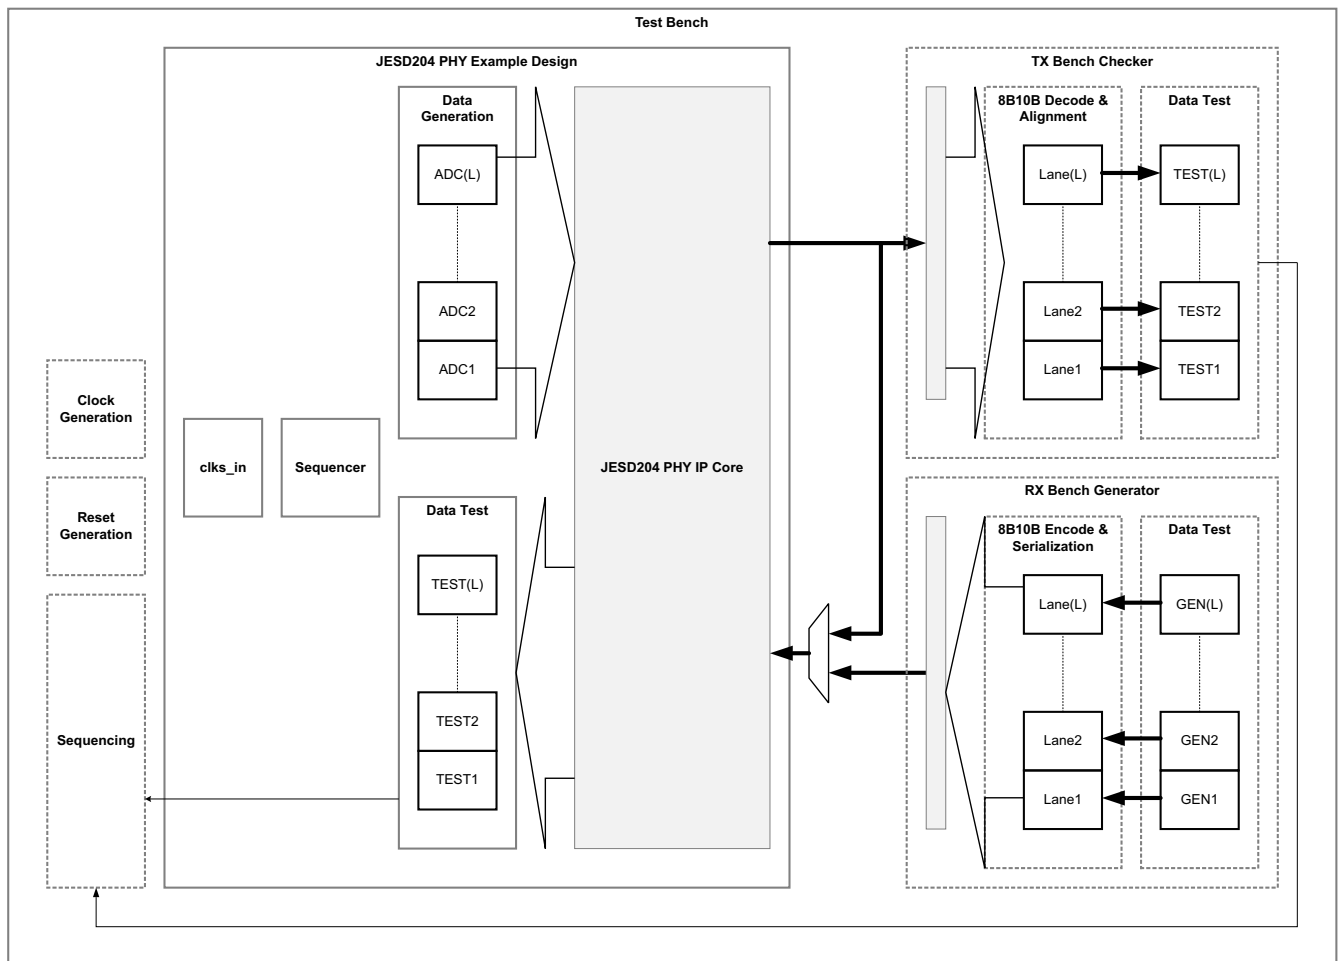 Test Bench
JESD204 PHY Example Design
Data
Generation
ADC(L)
ADC2
ADC1
Clock
Generation
Reset
Generation
Sequencing
clks_in
Sequencer
Data Test
TEST(L)
TEST2
TEST1
JESD204 PHY IP Core
TX Bench Checker
8B10B Decode &
Alignment
Lane(L)
Lane2
Lane1
Data Test
TEST(L)
TEST2
TEST1
RX Bench Generator
8B10B Encode &
Serialization
Lane(L)
Lane2
Lane1
Data Test
GEN(L)
GEN2
GEN1